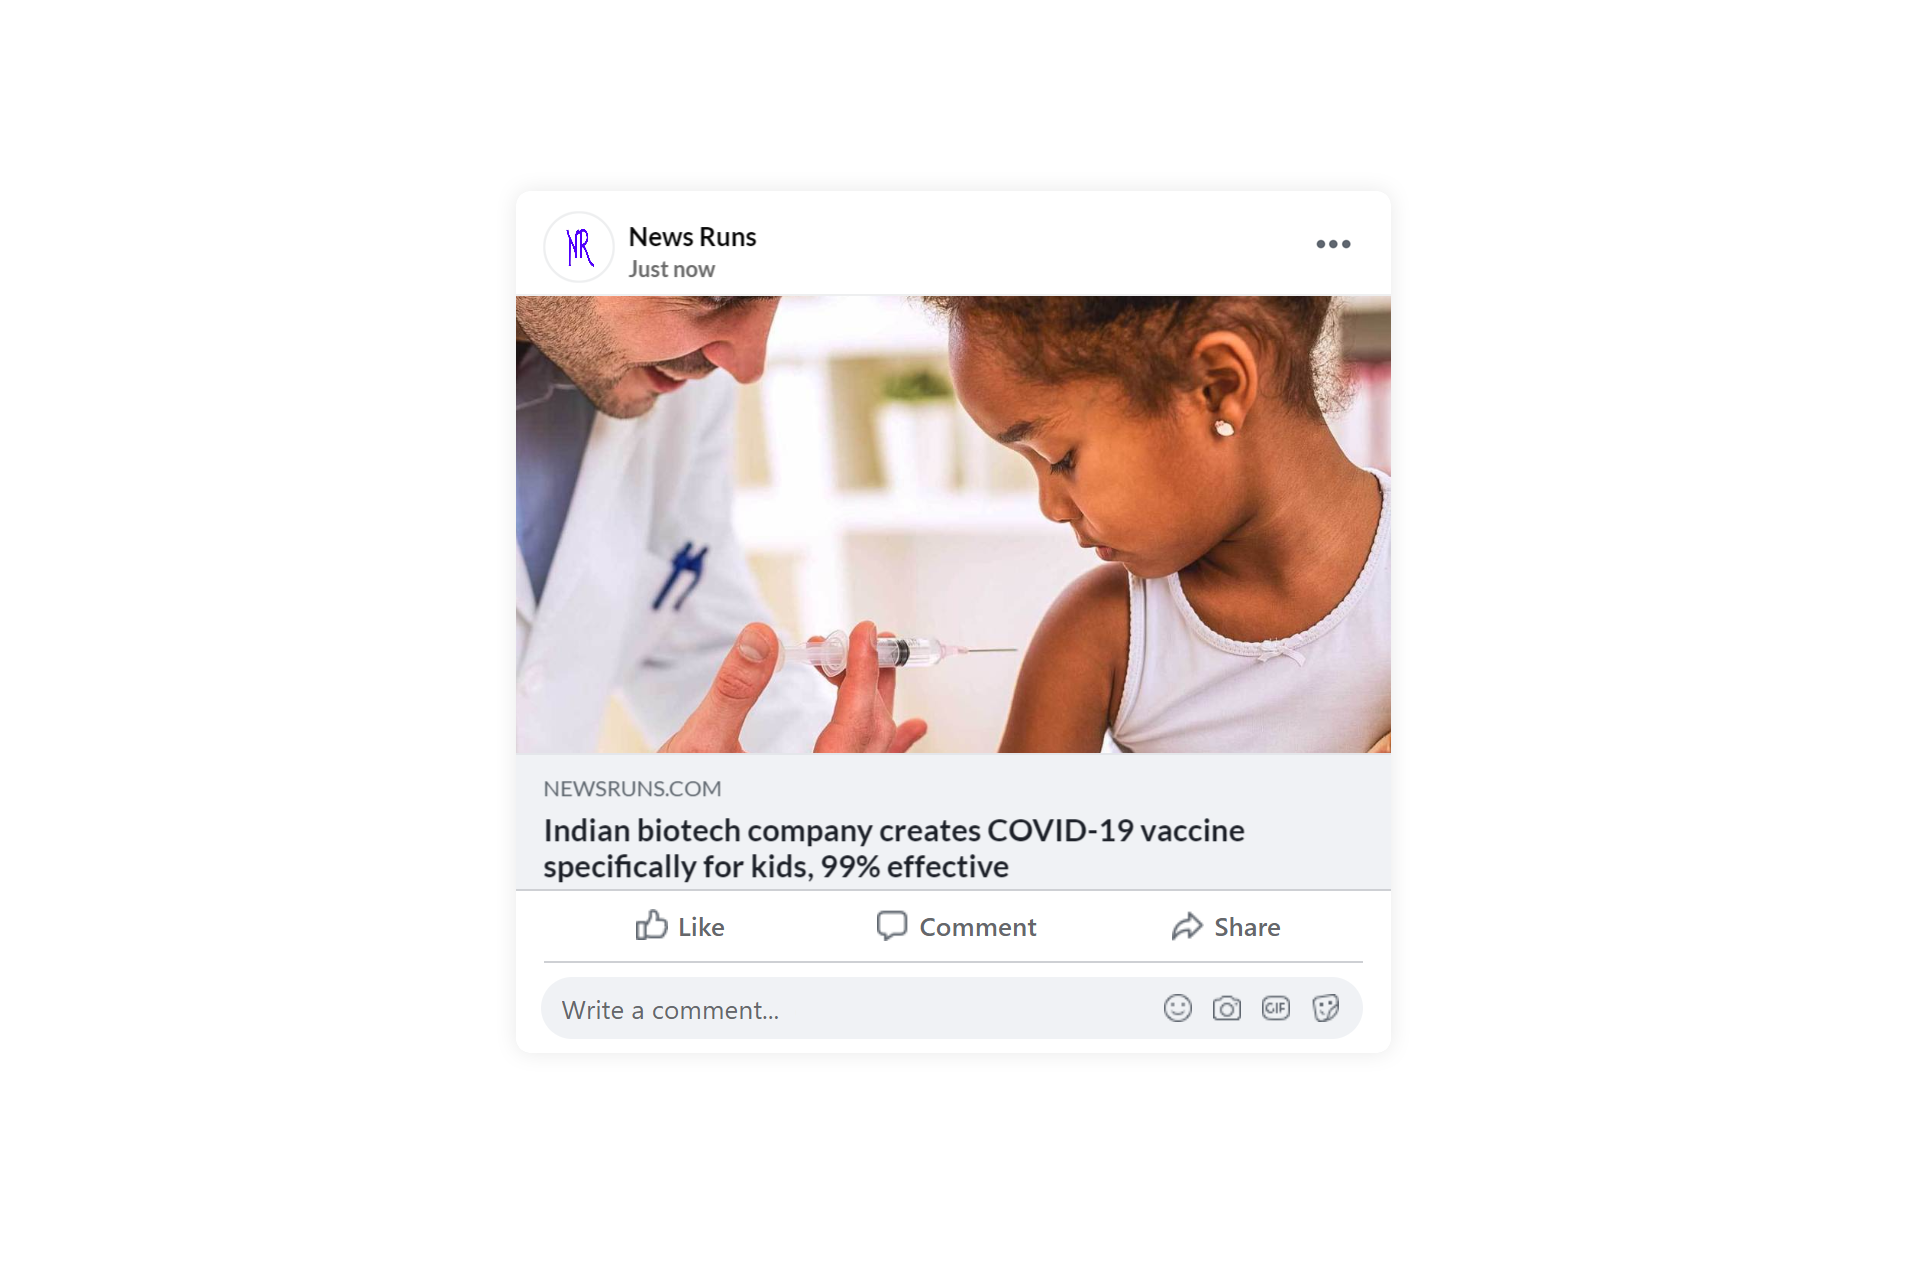 NR
News Runs
Just now
NEWSRUNS.COM
Indian biotech company creates COVID-19 vaccine
specifically for kids, 99% effective
Like Comment Share
Write a comment... GIF